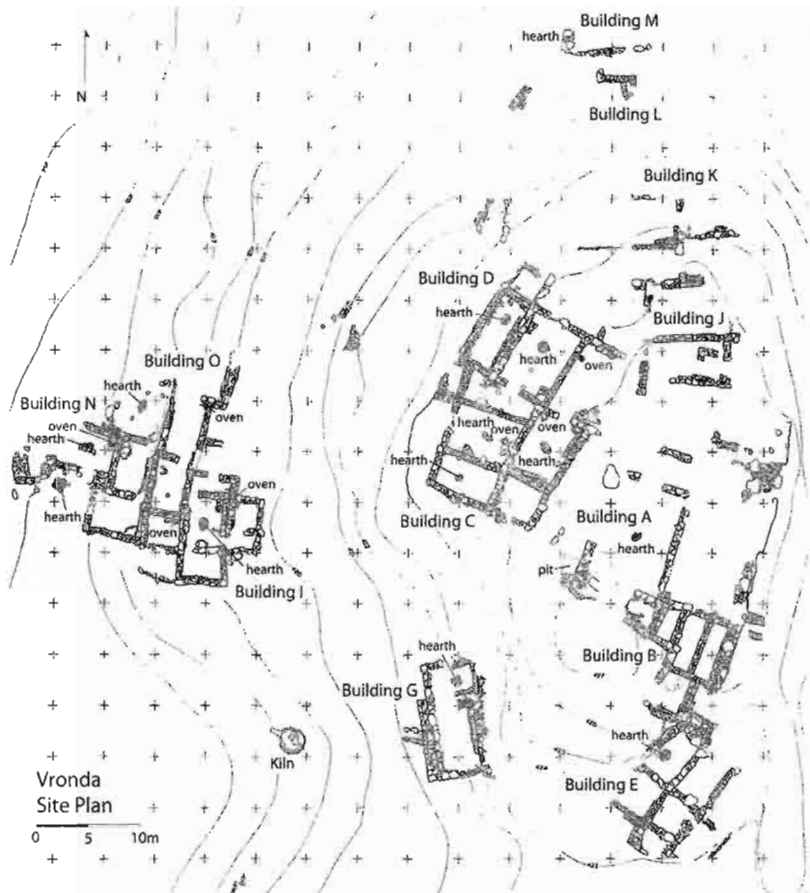 Building M
hearth
N
Building L
Building K
Building D
hearth
Building J
hearth
oven
Building O
hearth
Building N
oven
oven
hearth
hearth
oven
oven
hearth
hearth
oven
hearth
Building C
Building A
hearth
oven
pit
hearth
Building I
hearth
Building B
Building G
hearth
Kiln
Building E
Vronda
Site Plan
0 5 10m